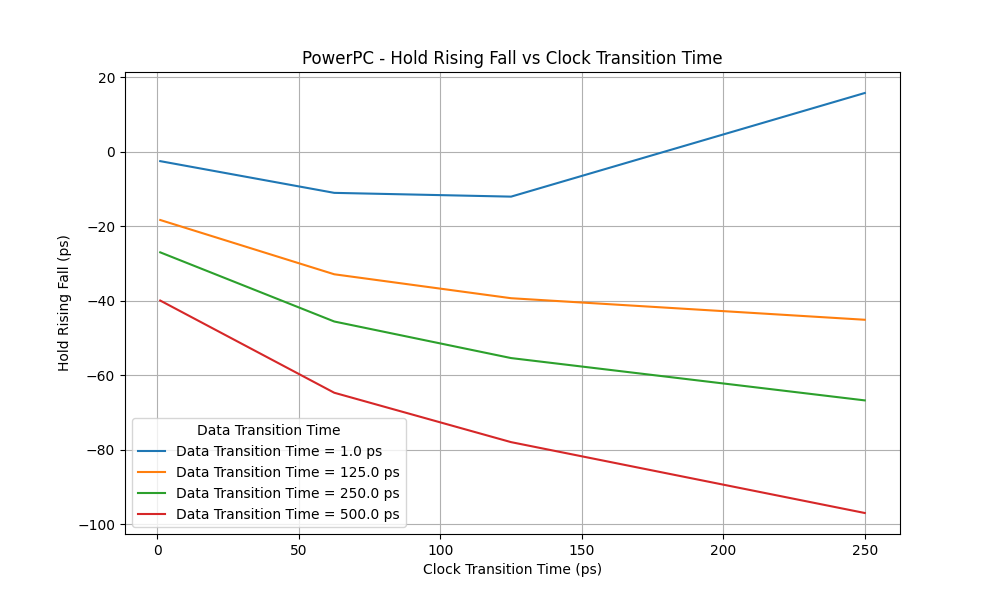 PowerPC - Hold Rising Fall vs Clock Transition Time
20
0
−20
−40
−60
−80
−100
Hold Rising Fall (ps)
Data Transition Time
Data Transition Time = 1.0 ps
Data Transition Time = 125.0 ps
Data Transition Time = 250.0 ps
Data Transition Time = 500.0 ps
0
50
100
150
200
250
Clock Transition Time (ps)